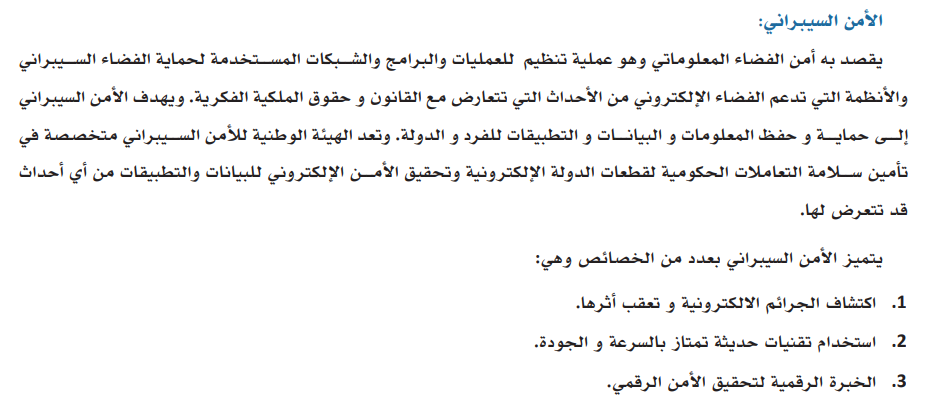 الأمن السيبراني:
يقصد به أمن الفضاء المعلوماتي وهو عملية تنظيم للعمليات والبرامج والشبكات المستخدمة لحماية الفضاء السيبراني
والأنظمة التي تدعم الفضاء الإلكتروني من الأحداث التي تتعارض مع القانون و حقوق الملكية الفكرية. ويهدف الأمن السيبراني
إلى حماية و حفظ المعلومات و البيانات و التطبيقات للفرد و الدولة. وتعد الهيئة الوطنية للأمن السيبراني متخصصة في
تأمين سلامة التعاملات الحكومية لقطعات الدولة الإلكترونية وتحقيق الأمن الإلكتروني للبيانات والتطبيقات من أي أحداث
قد تتعرض لها.
يتميز الأمن السيبراني بعدد من الخصائص وهي:
1. اكتشاف الجرائم الالكترونية و تعقب أثرها.
2. استخدام تقنيات حديثة تمتاز بالسرعة و الجودة.
3. الخبرة الرقمية لتحقيق الأمن الرقمي.